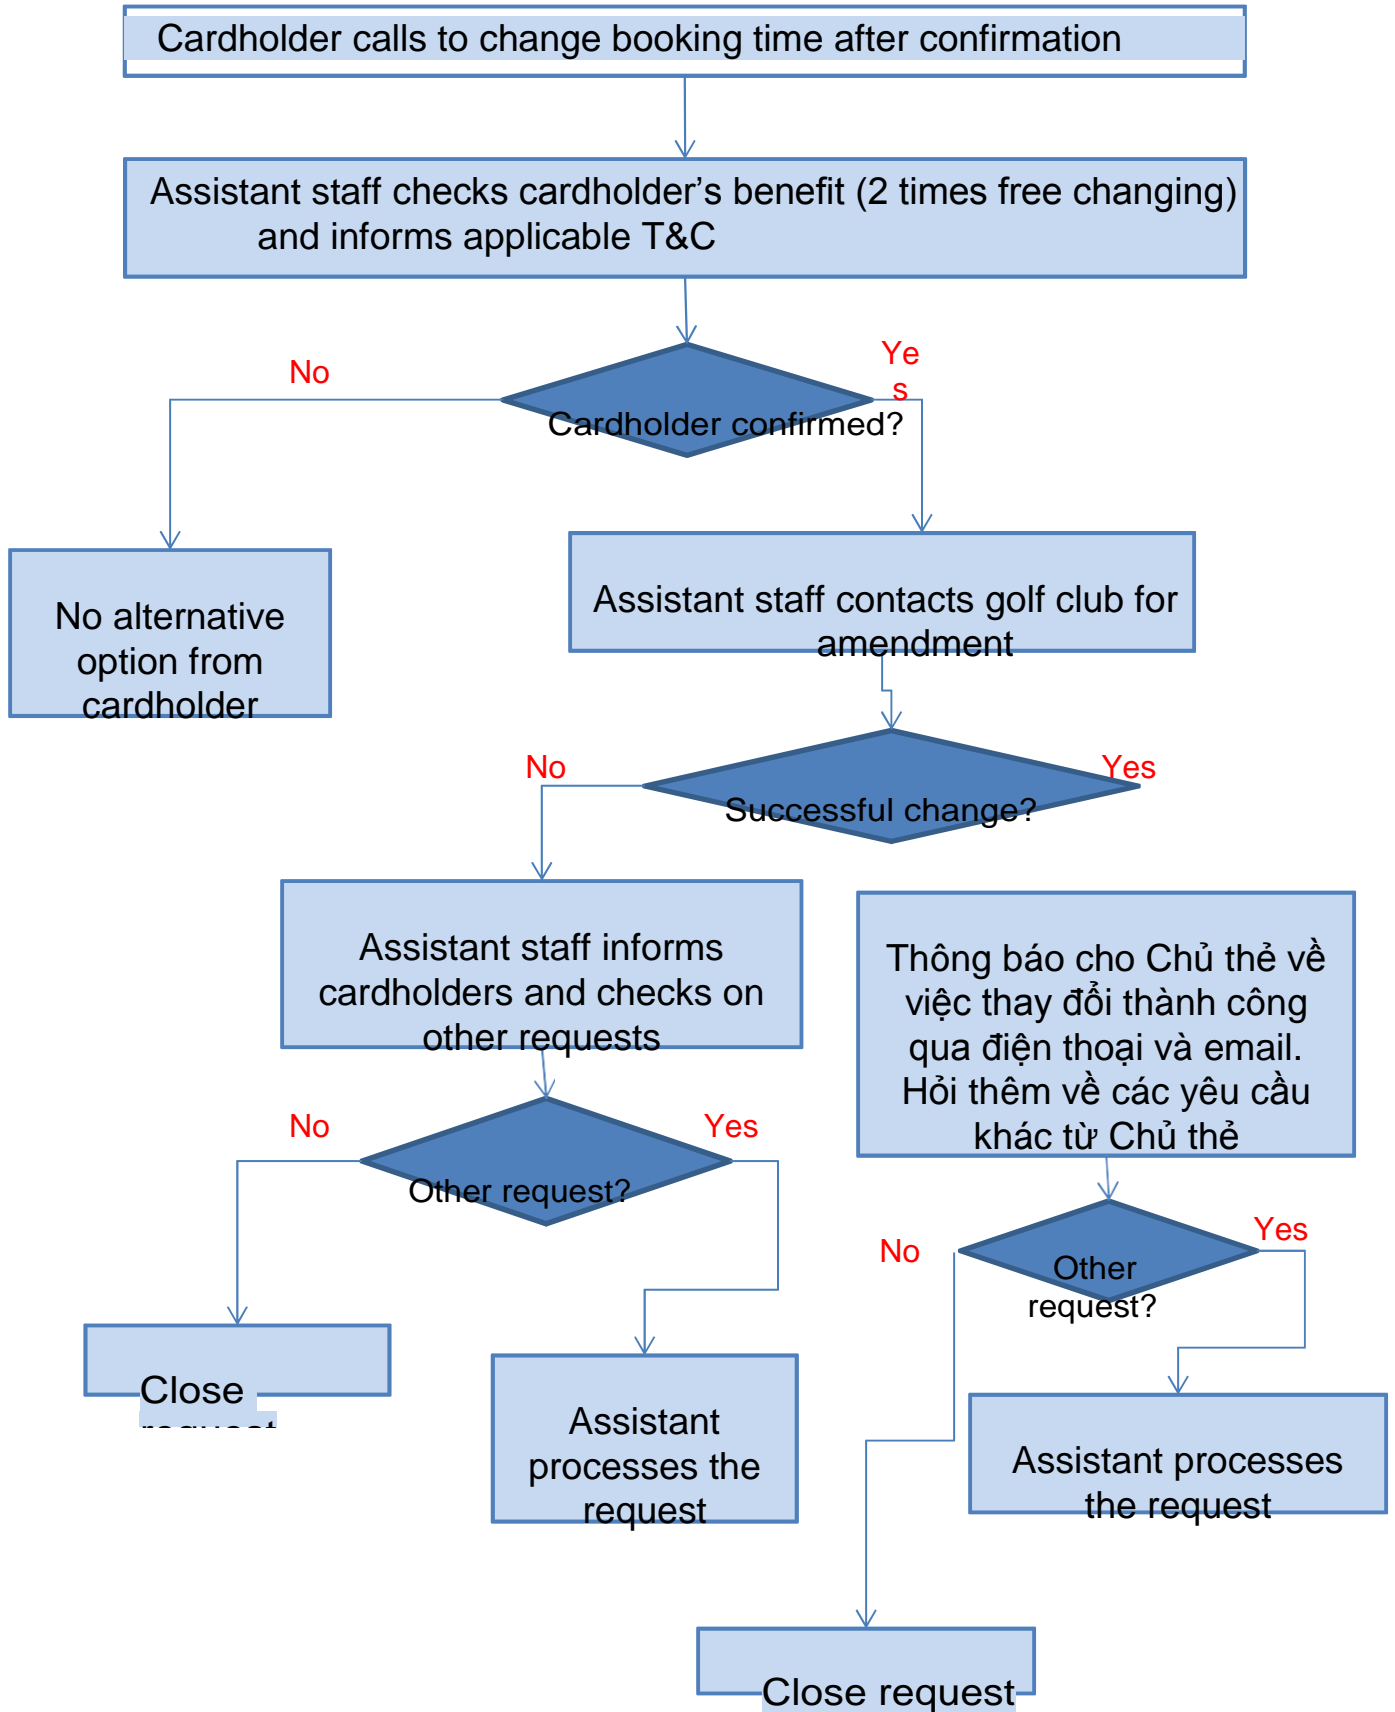 Cardholder calls to change booking time after confirmation
Assistant staff checks cardholder’s benefit (2 times free changing)
and informs applicable T&C
No
Ye
s
Cardholder confirmed?
No alternative
option from
cardholder
Assistant staff contacts golf club for
amendment
No
Yes
Successful change?
Assistant staff informs
cardholders and checks on
other requests
Thông báo cho Chủ thẻ về
việc thay đổi thành công
qua điện thoại và email.
Hỏi thêm về các yêu cầu
khác từ Chủ thẻ
No
Yes
Other request?
No
Yes
Other
request?
Close
request
Assistant
processes the
request
Assistant processes
the request
Close request